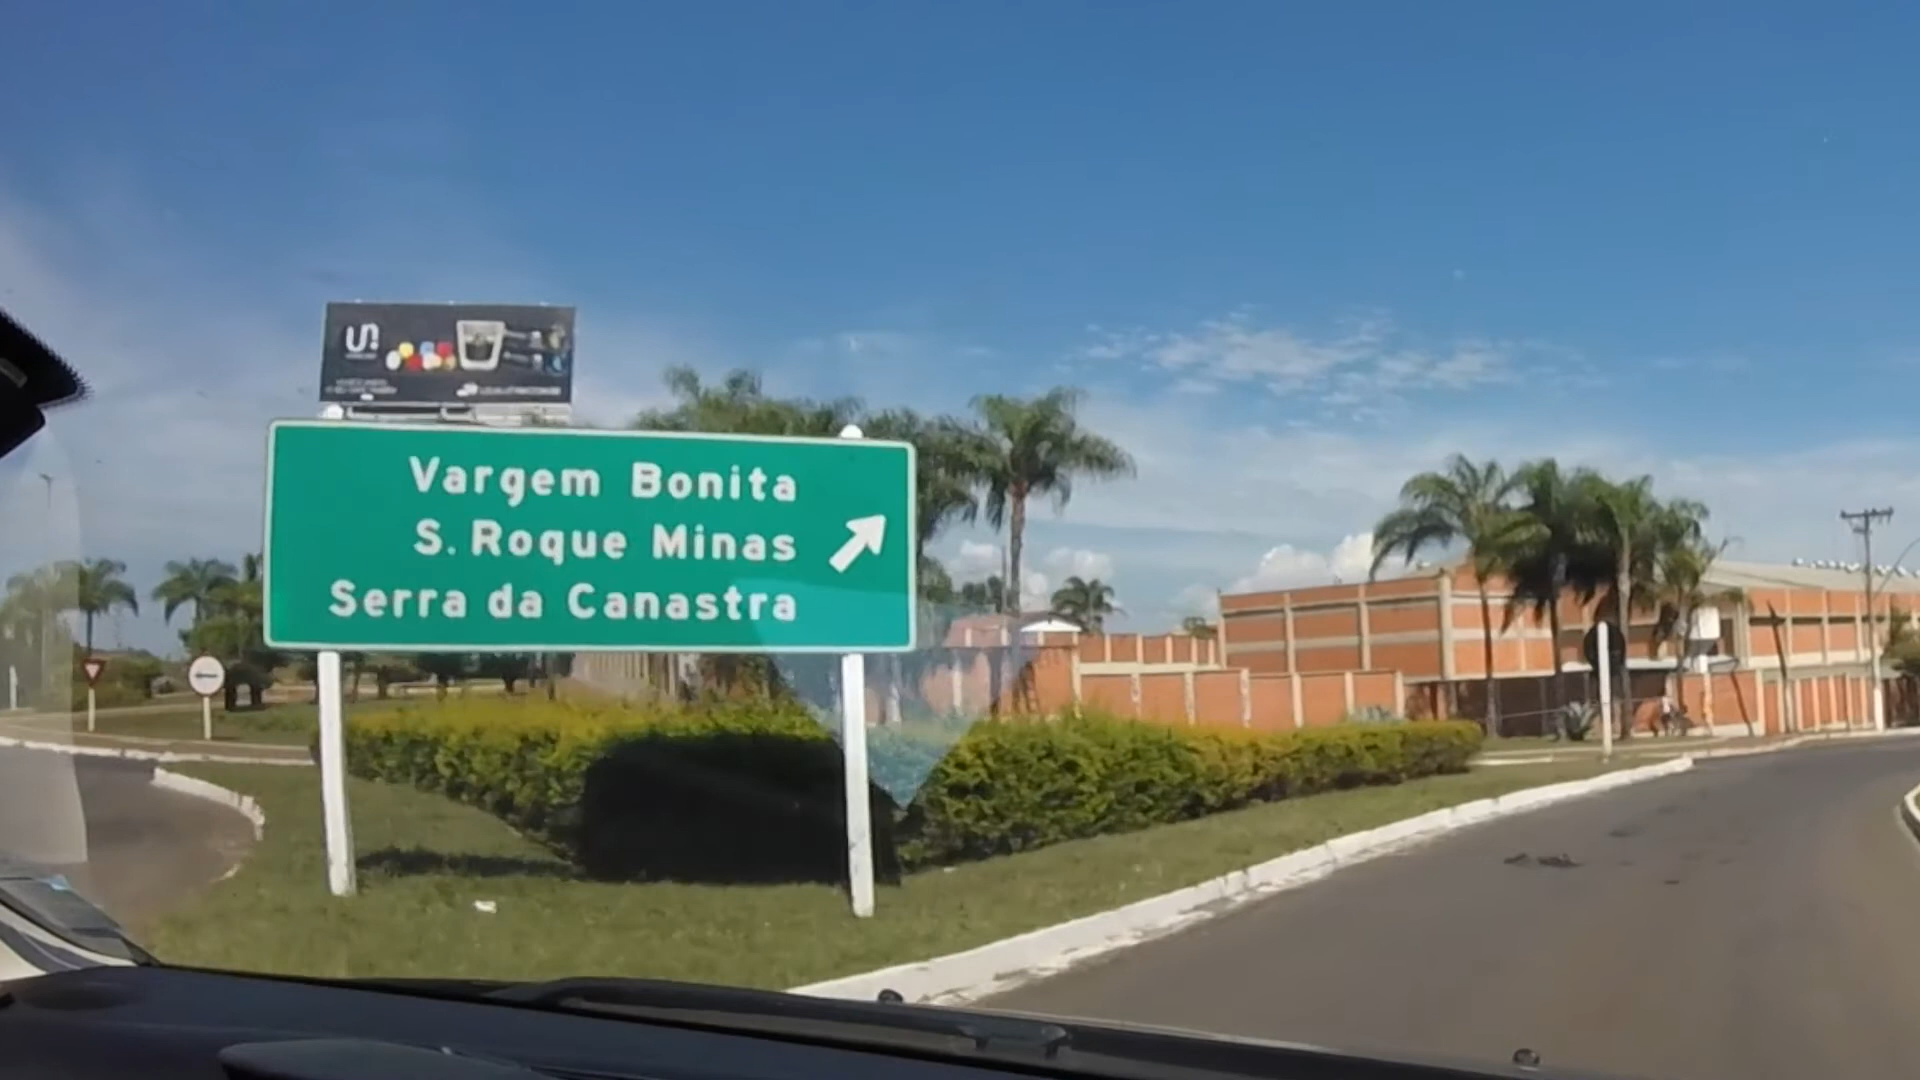 Vargem Bonita
S. Roque Minas
Serra da Canastra